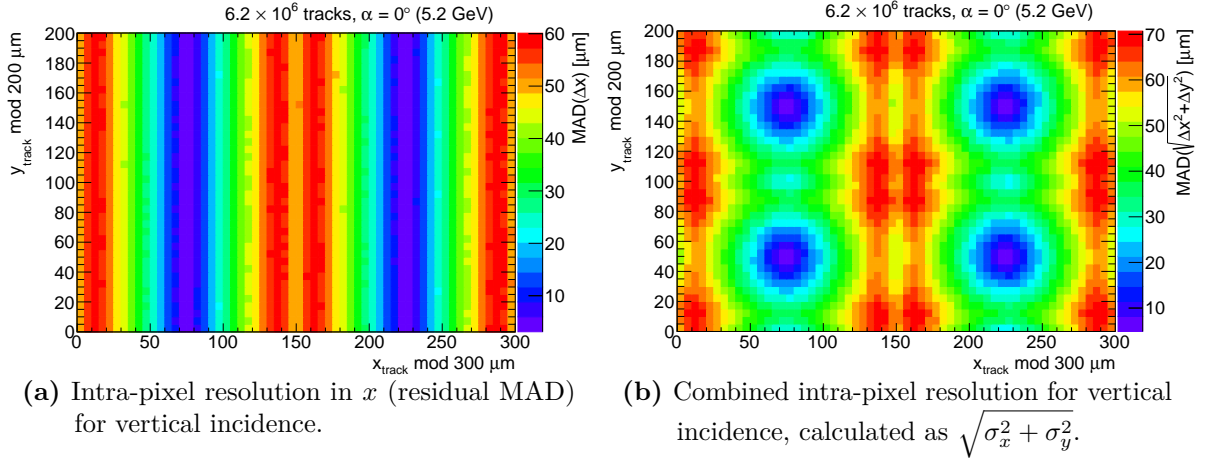 6.2 × 10⁶ tracks, α = 0° (5.2 GeV)
y_track mod 200 μm
200
180
160
140
120
100
80
60
40
20
0
0 50 100 150 200 250 300
x_track mod 300 μm
60
50
40
30
20
10
MAD(Δx) [μm]
(a) Intra-pixel resolution in x (residual MAD)
for vertical incidence.
6.2 × 10⁶ tracks, α = 0° (5.2 GeV)
y_track mod 200 μm
200
180
160
140
120
100
80
60
40
20
0
0 50 100 150 200 250 300
x_track mod 300 μm
70
60
50
40
30
20
10
MAD(√Δx²+Δy²) [μm]
(b) Combined intra-pixel resolution for vertical
incidence, calculated as √σ_x² + σ_y².